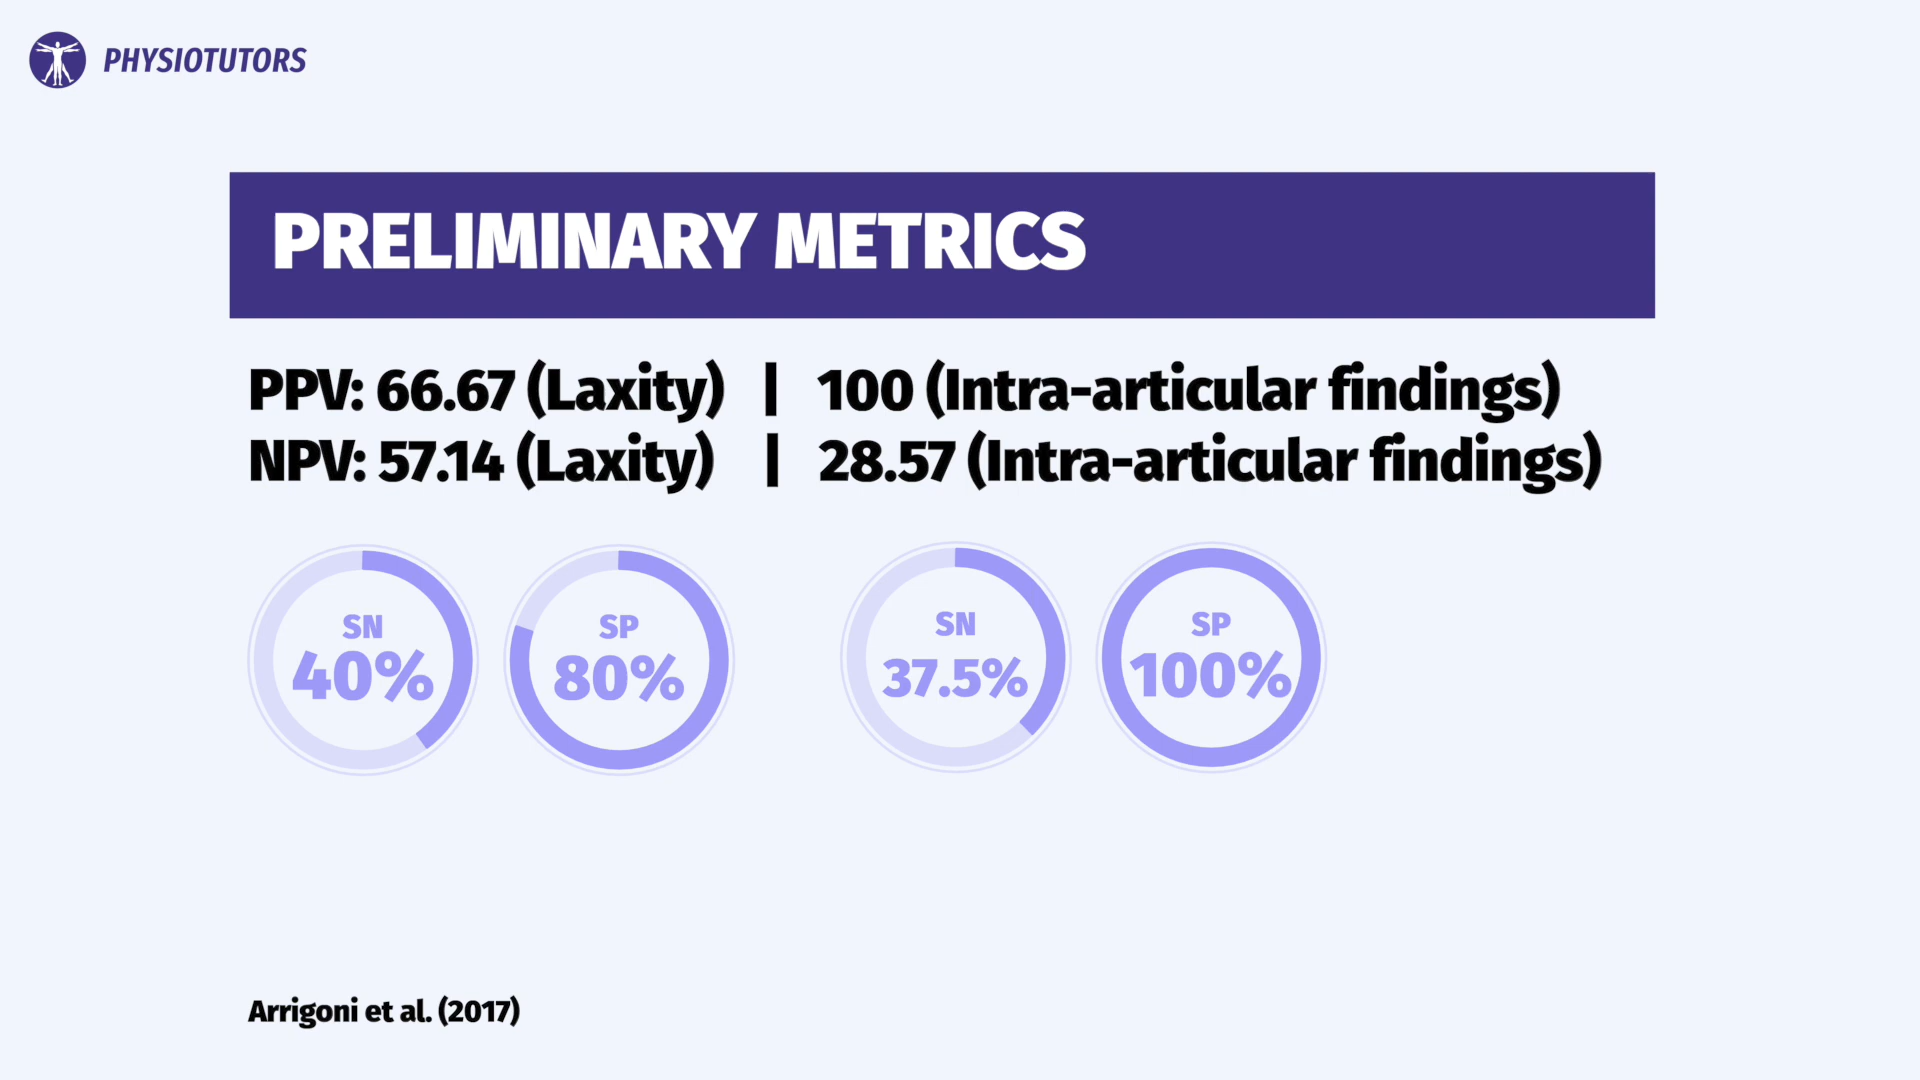 PHYSIOTUTORS
PRELIMINARY METRICS
PPV: 66.67 (Laxity) | 100 (Intra-articular findings)
NPV: 57.14 (Laxity) | 28.57 (Intra-articular findings)
SN
40%
SP
80%
SN
37.5%
SP
100%
Arrigoni et al. (2017)